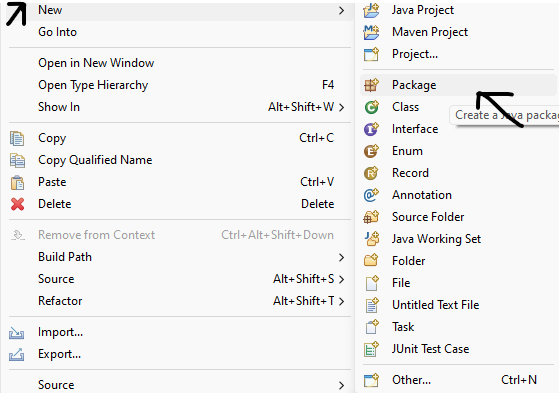 New
Go Into
Open in New Window
Open Type Hierarchy F4
Show In Alt+Shift+W
Copy Ctrl+C
Copy Qualified Name
Paste Ctrl+V
Delete Delete
Remove from Context Ctrl+Alt+Shift+Down
Build Path
Source Alt+Shift+S
Refactor Alt+Shift+T
Import...
Export...
Source
Java Project
Maven Project
Project...
Package
Class
Create a Java packag
Interface
Enum
Record
Annotation
Source Folder
Java Working Set
Folder
File
Untitled Text File
Task
JUnit Test Case
Other... Ctrl+N